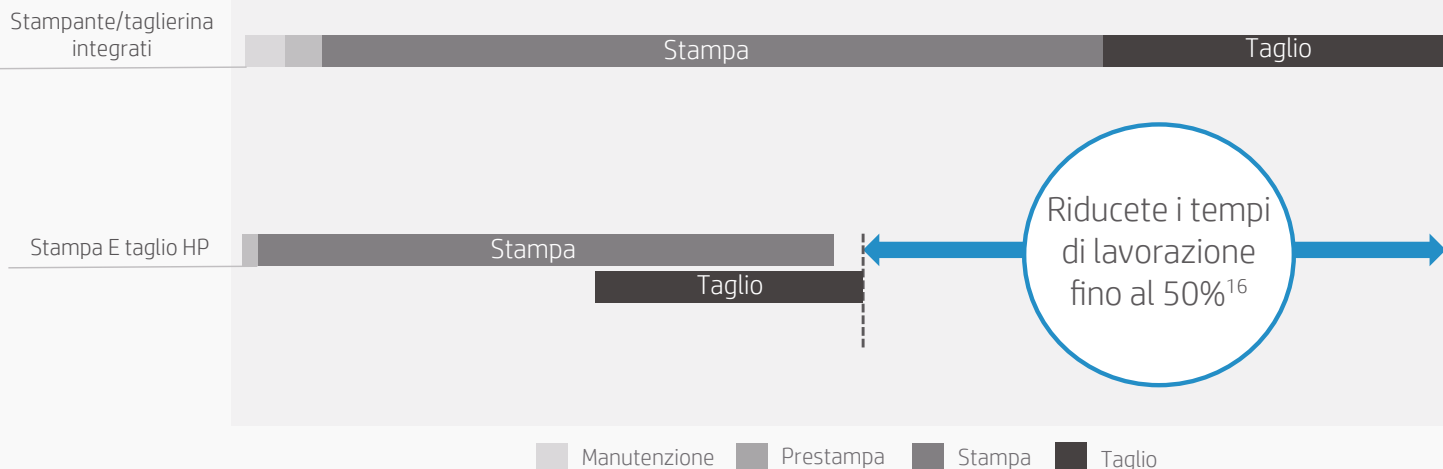 Stampante/taglierina
integrati
Stampa
Taglio
Stampa E taglio HP
Stampa
Taglio
Riducete i tempi
di lavorazione
fino al 50%16
Manutenzione
Prestampa
Stampa
Taglio